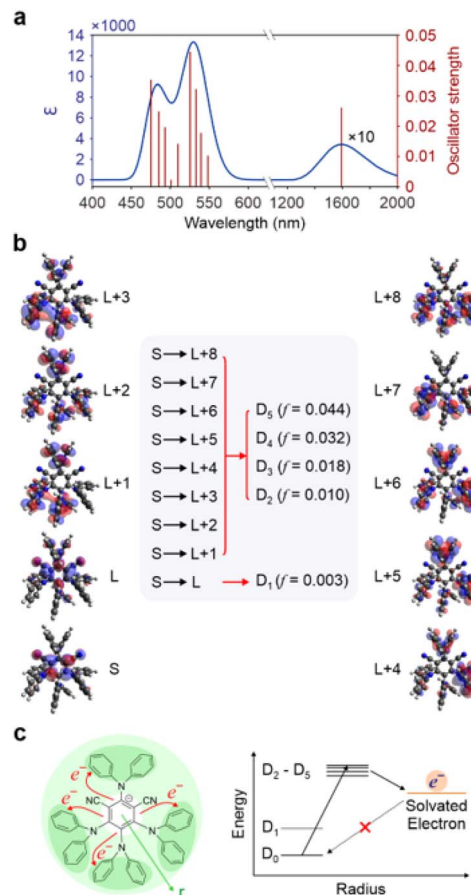 a
×1000
14
12
10
8
6
4
2
0
ε
0.05
0.04
0.03
0.02
0.01
0
Oscillator strength
×10
400 450 500 550 1200 1600 2000
Wavelength (nm)
b
L+3
L+2
L+1
L
S
S→L+8
S→L+7
S→L+6
S→L+5
S→L+4
S→L+3
S→L+2
S→L+1
S→L
D₅ (f = 0.044)
D₄ (f = 0.032)
D₃ (f = 0.018)
D₂ (f = 0.010)
D₁ (f = 0.003)
L+8
L+7
L+6
L+5
L+4
c
e⁻
NC
CN
e⁻
e⁻
N
N
N
N
e⁻
r
Energy
D₂ - D₅
D₁
D₀
e⁻
Solvated
Electron
Radius